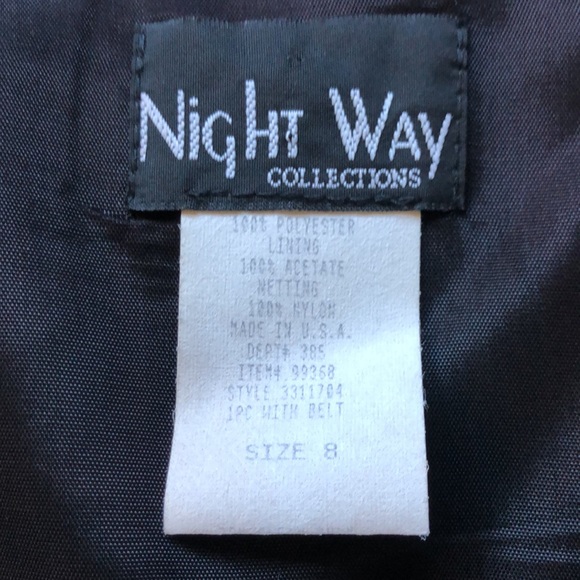 Night Way
COLLECTIONS
100% POLYESTER
LINING
100% ACETATE
NETTING
100% NYLON
MADE IN U.S.A.
DEPT# 385
ITEM# 99368
STYLE 3311704
1PC WITH BELT
SIZE 8